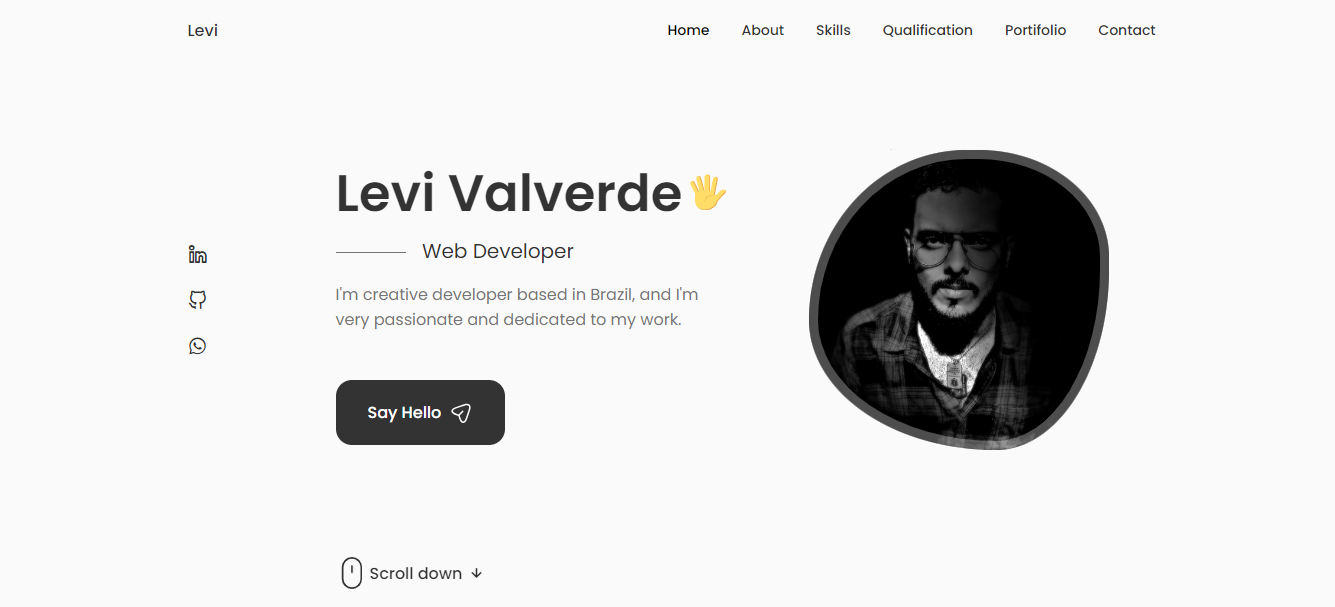 Levi
Home About Skills Qualification Portifolio Contact
Levi Valverde🖐
Web Developer
I'm creative developer based in Brazil, and I'm
very passionate and dedicated to my work.
Say Hello
Scroll down ↓